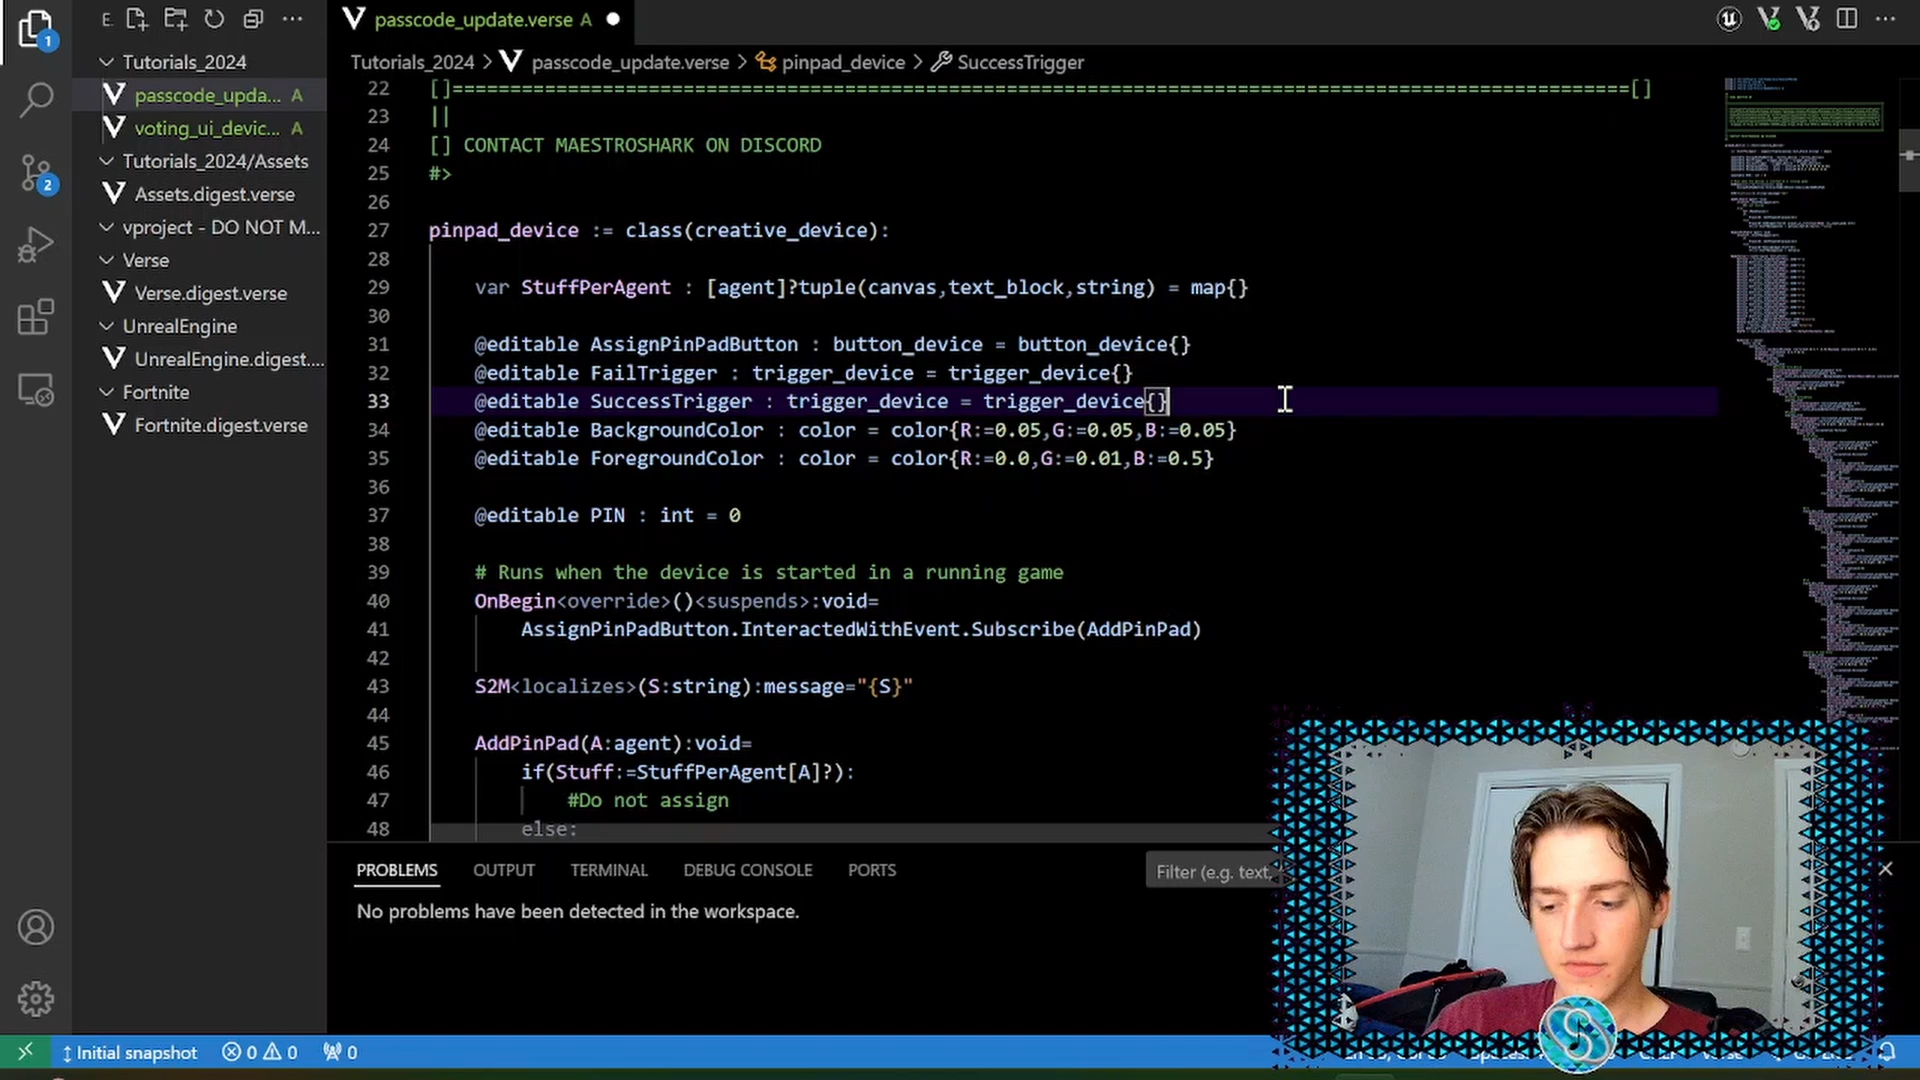 E.
passcode_update.verse A
Tutorials_2024
passcode_upda... A
voting_ui_devic... A
Tutorials_2024/Assets
Assets.digest.verse
vproject - DO NOT M...
Verse
Verse.digest.verse
UnrealEngine
UnrealEngine.digest....
Fortnite
Fortnite.digest.verse
1
2
Tutorials_2024 > passcode_update.verse > pinpad_device > SuccessTrigger
22 []======================================================================================================[]
23 ||
24 [] CONTACT MAESTROSHARK ON DISCORD
25 #>
26
27 pinpad_device := class(creative_device):
28
29 var StuffPerAgent : [agent]?tuple(canvas,text_block,string) = map{}
30
31 @editable AssignPinPadButton : button_device = button_device{}
32 @editable FailTrigger : trigger_device = trigger_device{}
33 @editable SuccessTrigger : trigger_device = trigger_device{}
34 @editable BackgroundColor : color = color{R:=0.05,G:=0.05,B:=0.05}
35 @editable ForegroundColor : color = color{R:=0.0,G:=0.01,B:=0.5}
36
37 @editable PIN : int = 0
38
39 # Runs when the device is started in a running game
40 OnBegin<override>()<suspends>:void=
41 AssignPinPadButton.InteractedWithEvent.Subscribe(AddPinPad)
42
43 S2M<localizes>(S:string):message="{S}"
44
45 AddPinPad(A:agent):void=
46 if(Stuff:=StuffPerAgent[A]?):
47 #Do not assign
48 else:
PROBLEMS OUTPUT TERMINAL DEBUG CONSOLE PORTS Filter (e.g. text,
No problems have been detected in the workspace.
Initial snapshot 0 0 0